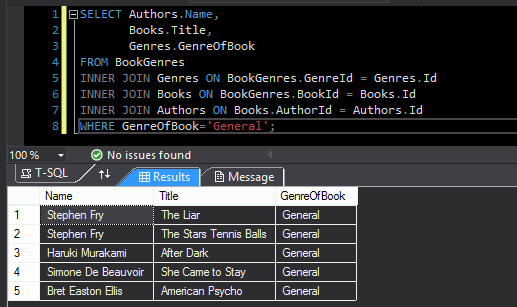 1 SELECT Authors.Name,
2 Books.Title,
3 Genres.GenreOfBook
4 FROM BookGenres
5 INNER JOIN Genres ON BookGenres.GenreId = Genres.Id
6 INNER JOIN Books ON BookGenres.BookId = Books.Id
7 INNER JOIN Authors ON Books.AuthorId = Authors.Id
8 WHERE GenreOfBook='General';
100 % No issues found
T-SQL Results Message
Name Title GenreOfBook
1 Stephen Fry The Liar General
2 Stephen Fry The Stars Tennis Balls General
3 Haruki Murakami After Dark General
4 Simone De Beauvoir She Came to Stay General
5 Bret Easton Ellis American Psycho General